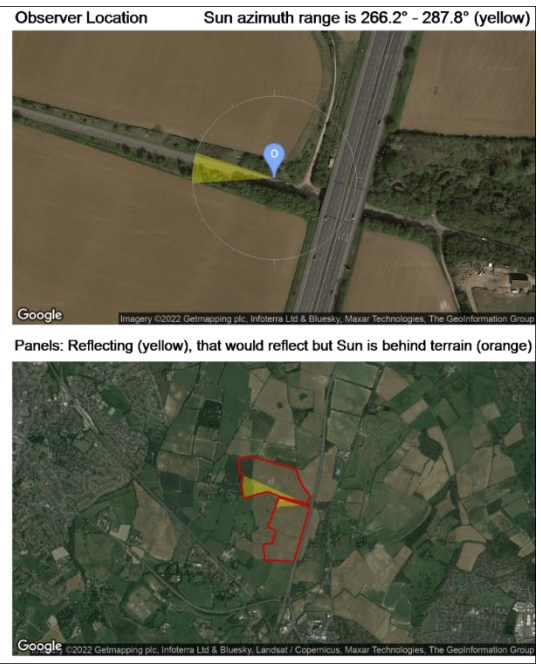 Observer Location Sun azimuth range is 266.2° - 287.8° (yellow)
O
Google
Imagery ©2022 Getmapping plc, Infoterra Ltd & Bluesky, Maxar Technologies, The GeoInformation Group
Panels: Reflecting (yellow), that would reflect but Sun is behind terrain (orange)
Google
©2022 Getmapping plc, Infoterra Ltd & Bluesky, Landsat / Copernicus, Maxar Technologies, The GeoInformation Group